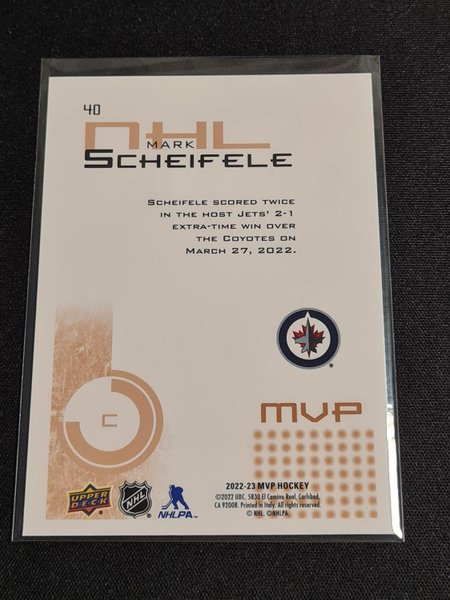 40
NHL
MARK
SCHEIFELE
SCHEIFELE SCORED TWICE
IN THE HOST JETS' 2-1
EXTRA-TIME WIN OVER
THE COYOTES ON
MARCH 27, 2022.
®
C
MVP
UPPER
DECK
NHL
NHLPA™
2022-23 MVP HOCKEY
©2022 UDC. 5830 El Camino Real, Carlsbad,
CA 92008. Printed in Italy. All rights reserved.
© NHL. ©NHLPA.